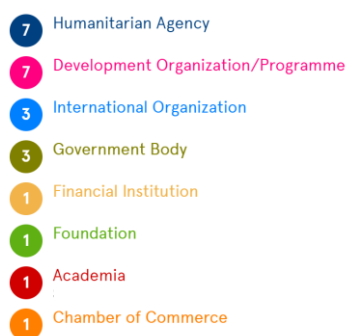 7 Humanitarian Agency
7 Development Organization/Programme
3 International Organization
3 Government Body
1 Financial Institution
1 Foundation
1 Academia
1 Chamber of Commerce